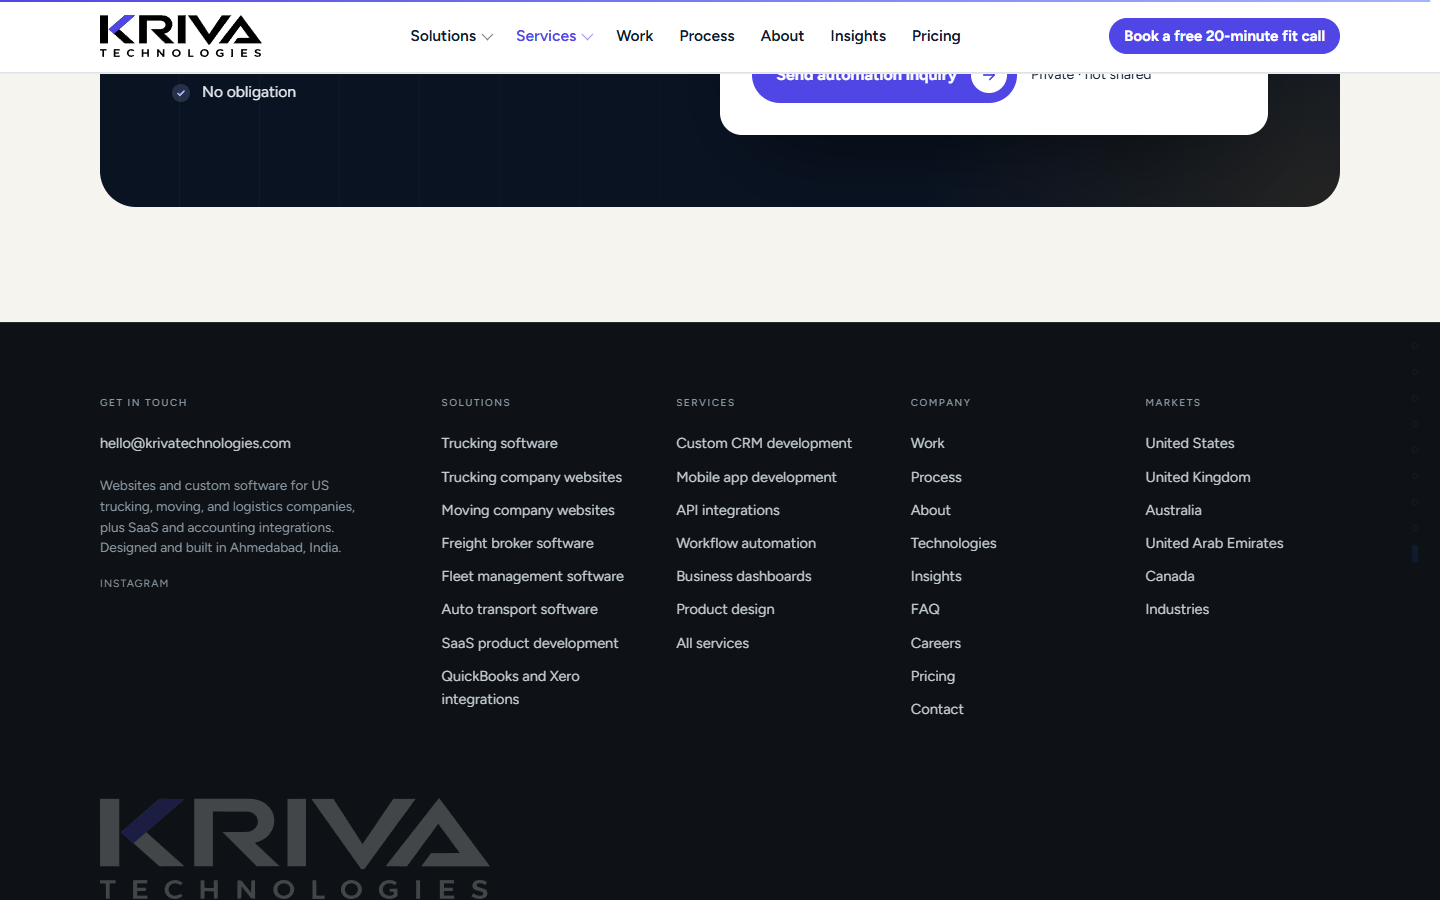 KRIVA
TECHNOLOGIES
Solutions
Services
Work
Process
About
Insights
Pricing
Book a free 20-minute fit call
No obligation
Send automation inquiry
Private · not shared
GET IN TOUCH
hello@krivatechnologies.com
Websites and custom software for US
trucking, moving, and logistics companies,
plus SaaS and accounting integrations.
Designed and built in Ahmedabad, India.
INSTAGRAM
SOLUTIONS
Trucking software
Trucking company websites
Moving company websites
Freight broker software
Fleet management software
Auto transport software
SaaS product development
QuickBooks and Xero
integrations
SERVICES
Custom CRM development
Mobile app development
API integrations
Workflow automation
Business dashboards
Product design
All services
COMPANY
Work
Process
About
Technologies
Insights
FAQ
Careers
Pricing
Contact
MARKETS
United States
United Kingdom
Australia
United Arab Emirates
Canada
Industries
KRIVA
TECHNOLOGIES